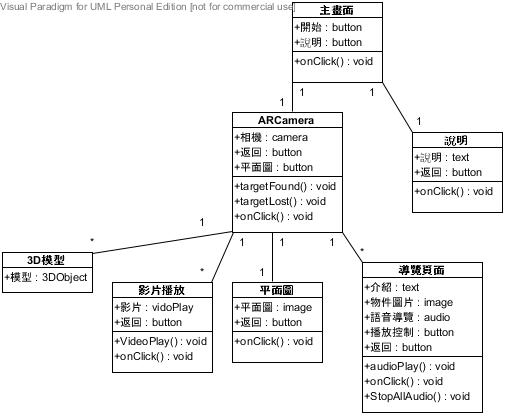 Visual Paradigm for UML Personal Edition [not for commercial use]
主畫面
+開始 : button
+說明 : button
+onClick() : void
1
1
1
1
ARCamera
+相機 : camera
+返回 : button
+平面圖 : button
+targetFound() : void
+targetLost() : void
+onClick() : void
說明
+說明 : text
+返回 : button
+onClick() : void
1
1
1
1
*
*
1
*
3D模型
+模型 : 3DObject
影片播放
+影片 : vidoPlay
+返回 : button
+VideoPlay() : void
+onClick() : void
平面圖
+平面圖 : image
+返回 : button
+onClick() : void
導覽頁面
+介紹 : text
+物件圖片 : image
+語音導覽 : audio
+播放控制 : button
+返回 : button
+audioPlay() : void
+onClick() : void
+StopAllAudio() : void